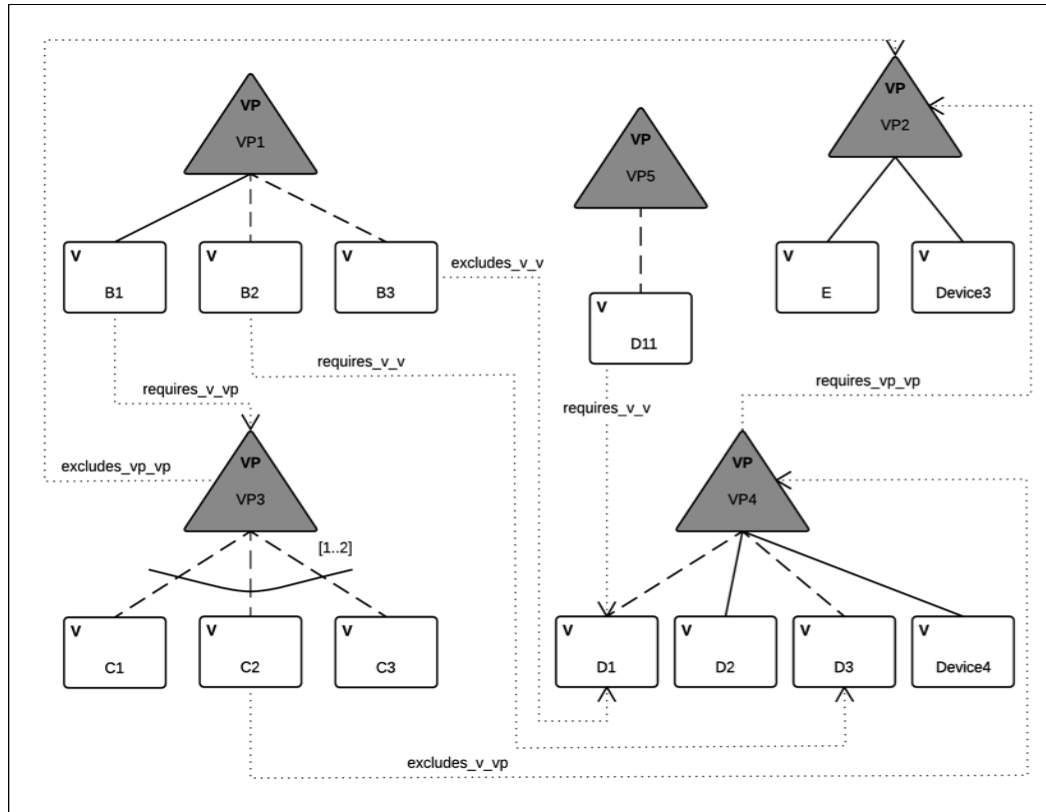 VP
VP1
VP
VP5
VP
VP2
V
B1
V
B2
V
B3
excludes_v_v
V
E
V
Device3
V
D11
requires_v_v
requires_v_vp
requires_v_v
requires_vp_vp
excludes_vp_vp
VP
VP3
VP
VP4
[1..2]
V
C1
V
C2
V
C3
V
D1
V
D2
V
D3
V
Device4
excludes_v_vp